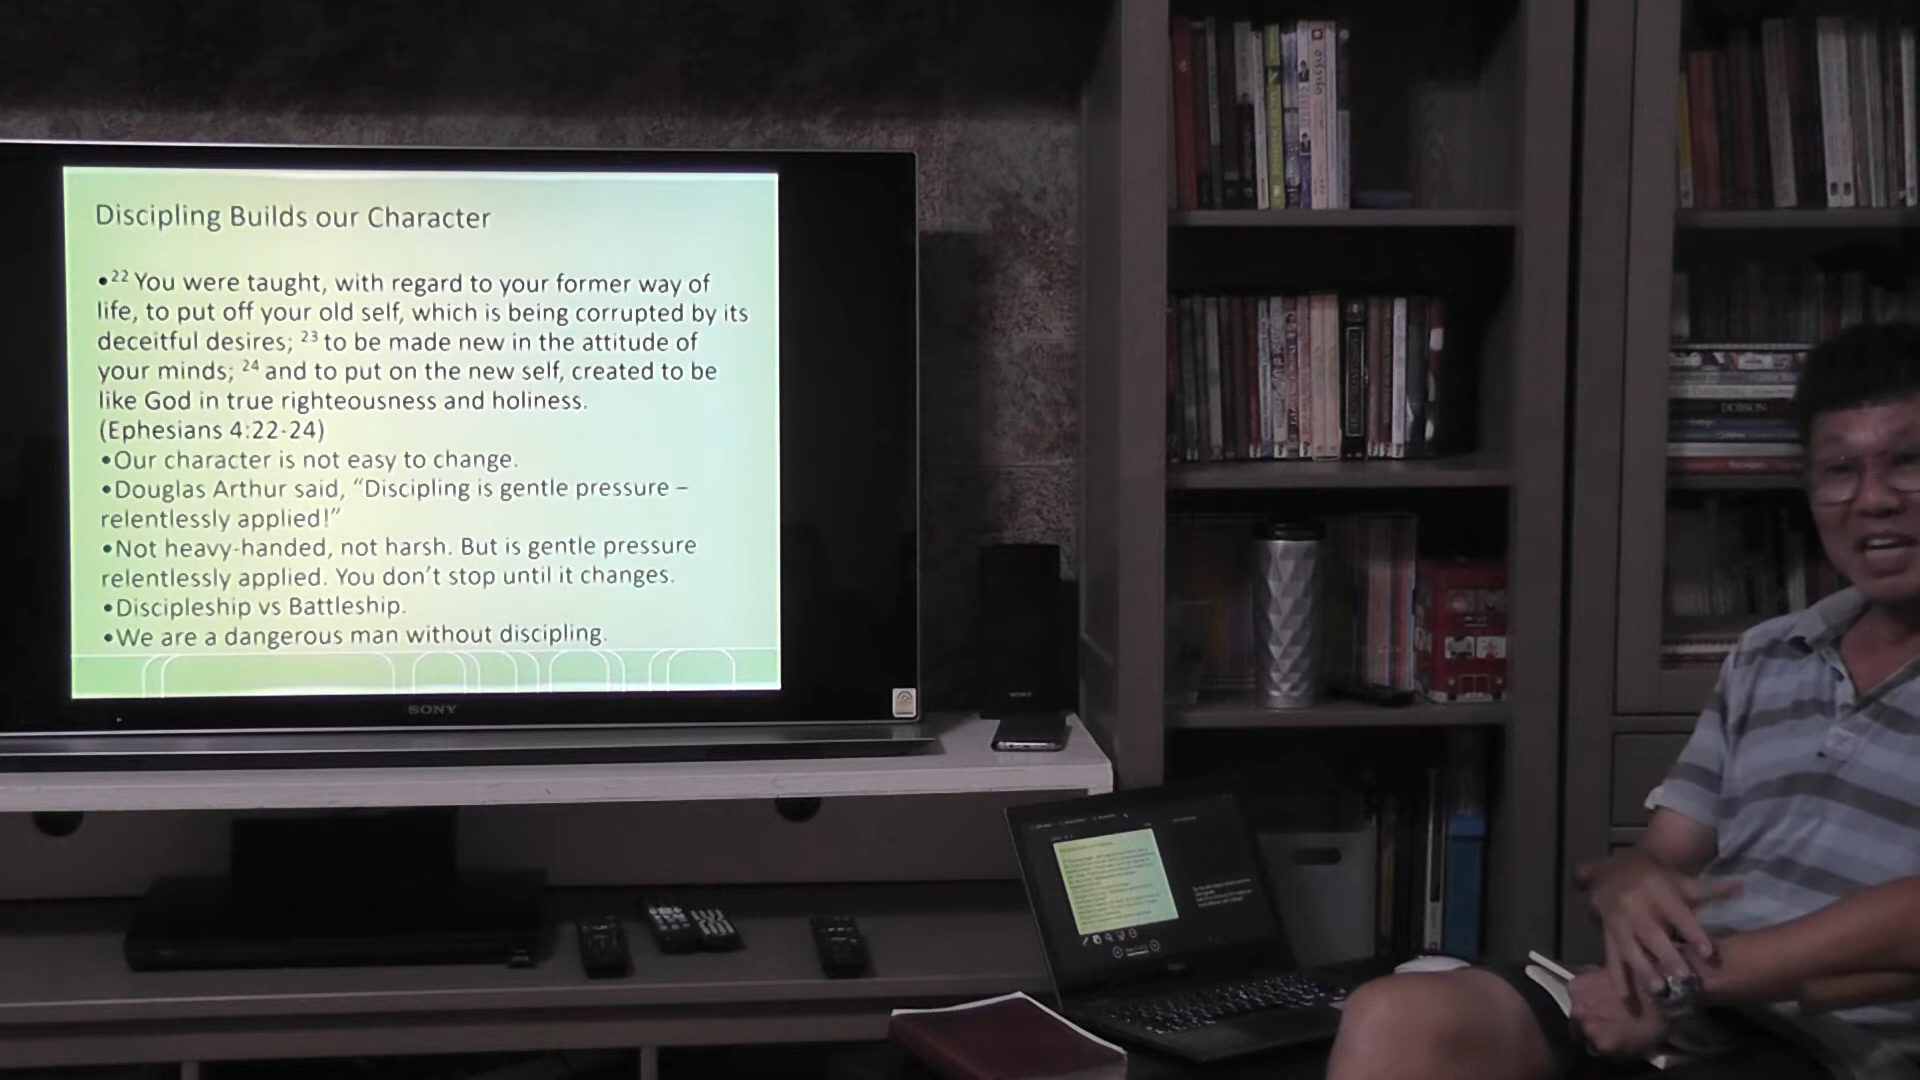 Discipling Builds our Character
•22 You were taught, with regard to your former way of
life, to put off your old self, which is being corrupted by its
deceitful desires; 23 to be made new in the attitude of
your minds; 24 and to put on the new self, created to be
like God in true righteousness and holiness.
(Ephesians 4:22-24)
•Our character is not easy to change.
•Douglas Arthur said, “Discipling is gentle pressure –
relentlessly applied!”
•Not heavy-handed, not harsh. But is gentle pressure
relentlessly applied. You don’t stop until it changes.
•Discipleship vs Battleship.
•We are a dangerous man without discipling.
SONY
SONY
DOBSON